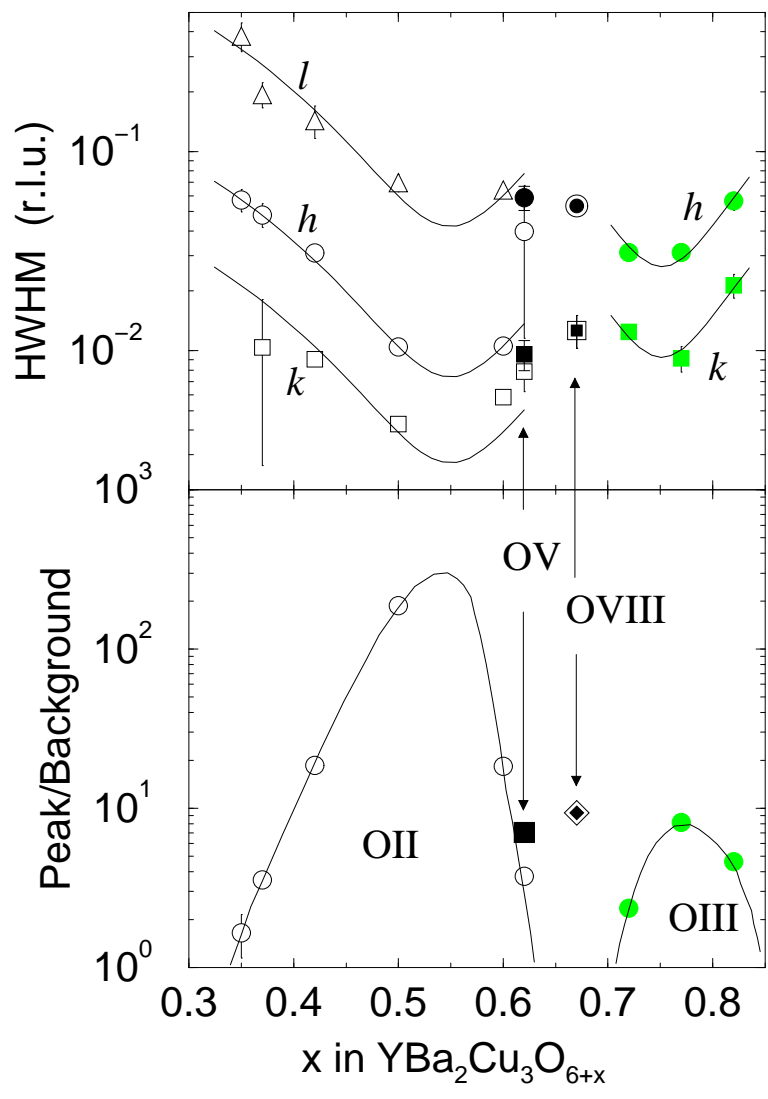 HWHM (r.l.u.)
10⁻¹
10⁻²
10³
l
h
k
h
k
OV
OVIII
Peak/Background
10²
10¹
10⁰
OII
OIII
0.3 0.4 0.5 0.6 0.7 0.8
x in YBa₂Cu₃O₆₊ₓ